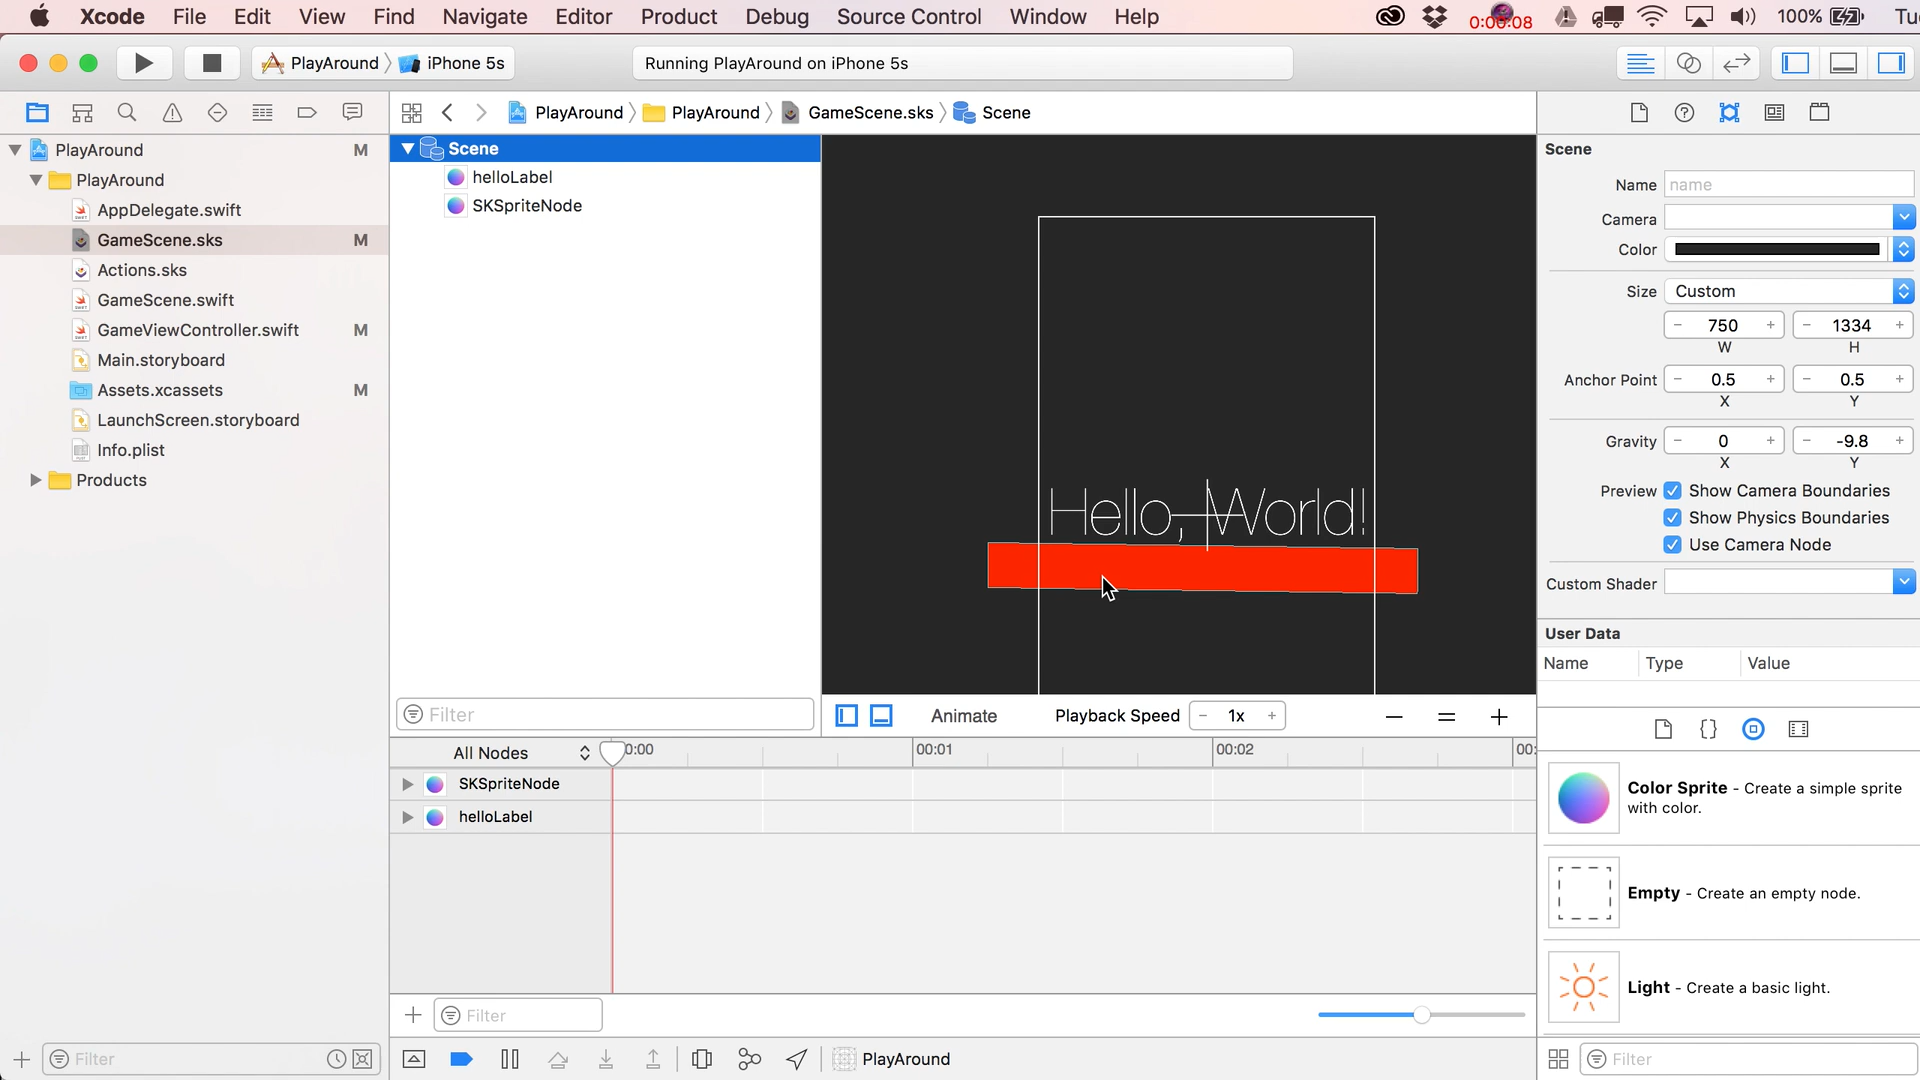 Xcode File Edit View Find Navigate Editor Product Debug Source Control Window Help 0:00:08 100% Tu
PlayAround iPhone 5s Running PlayAround on iPhone 5s
PlayAround PlayAround GameScene.sks Scene
PlayAround M
PlayAround
AppDelegate.swift
GameScene.sks M
Actions.sks
GameScene.swift
GameViewController.swift M
Main.storyboard
Assets.xcassets M
LaunchScreen.storyboard
Info.plist
Products
Filter
Scene
helloLabel
SKSpriteNode
Filter
Hello, World!
Animate Playback Speed - 1x +
All Nodes 0:00 00:01 00:02 00:
SKSpriteNode
helloLabel
Filter
PlayAround
Scene
Name name
Camera
Color
Size Custom
- 750 + - 1334 +
W H
Anchor Point - 0.5 + - 0.5 +
X Y
Gravity - 0 + - -9.8 +
X Y
Preview Show Camera Boundaries
Show Physics Boundaries
Use Camera Node
Custom Shader
User Data
Name Type Value
Color Sprite - Create a simple sprite
with color.
Empty - Create an empty node.
Light - Create a basic light.
Filter